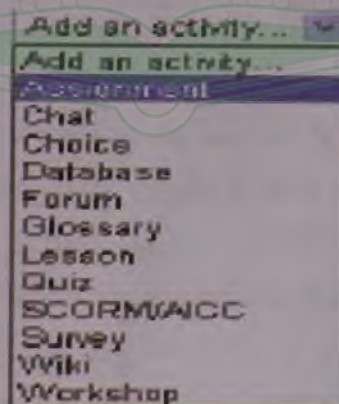 Add an activity...
Add an activity...
Assignment
Chat
Choice
Database
Forum
Glossary
Lesson
Quiz
SCORM/AICC
Survey
Wiki
Workshop